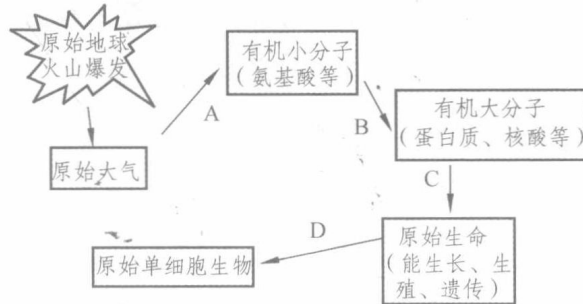 原始地球
火山爆发
原始大气
A
有机小分子
(氨基酸等)
B
有机大分子
(蛋白质、核酸等)
C
原始生命
(能生长、生
殖、遗传)
D
原始单细胞生物